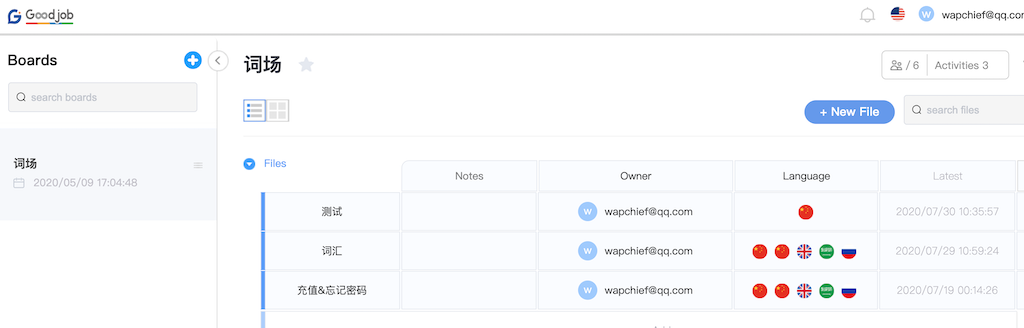 Goodjob
wapchief@qq.con
Boards
search boards
词场
2020/05/09 17:04:48
词场
/ 6
Activities 3
+ New File
search files
Files
Notes
Owner
Language
Latest
测试
W
wapchief@qq.com
2020/07/30 10:35:57
词汇
W
wapchief@qq.com
2020/07/29 10:59:24
充值&忘记密码
W
wapchief@qq.com
2020/07/19 00:14:26